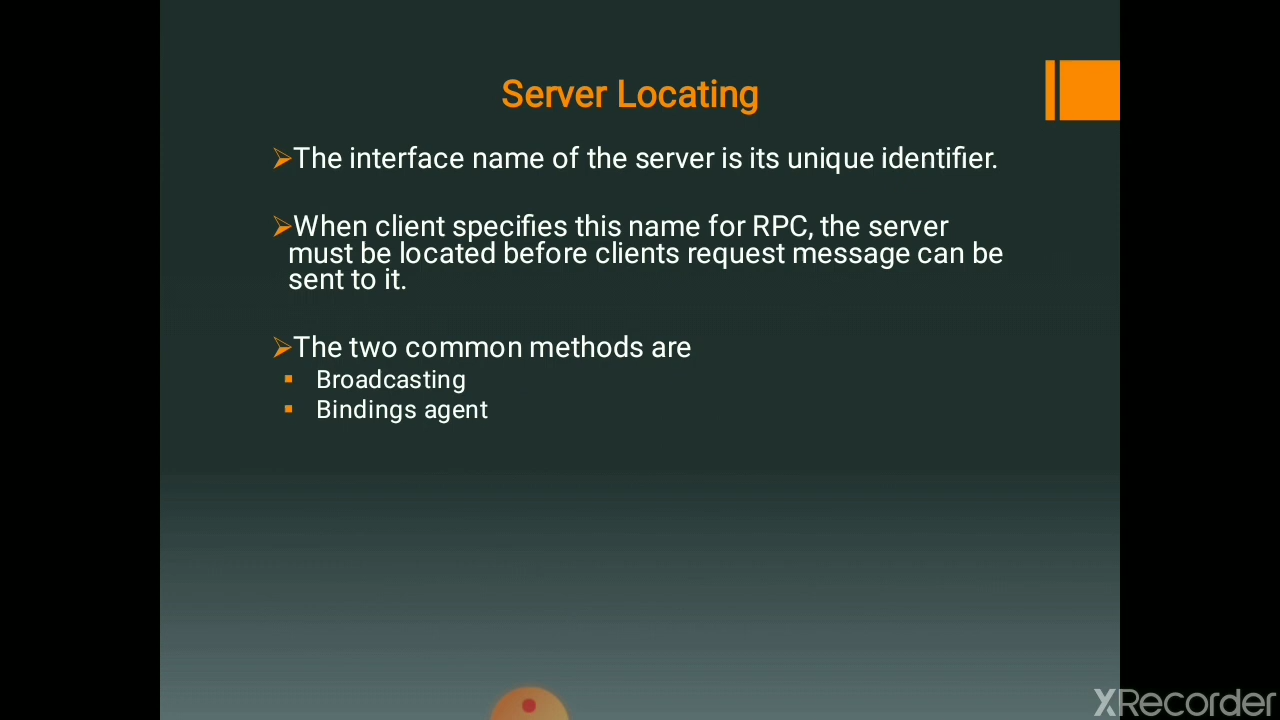 Server Locating
➢The interface name of the server is its unique identifier.
➢When client specifies this name for RPC, the server
must be located before clients request message can be
sent to it.
➢The two common methods are
▪ Broadcasting
▪ Bindings agent
XRecorder